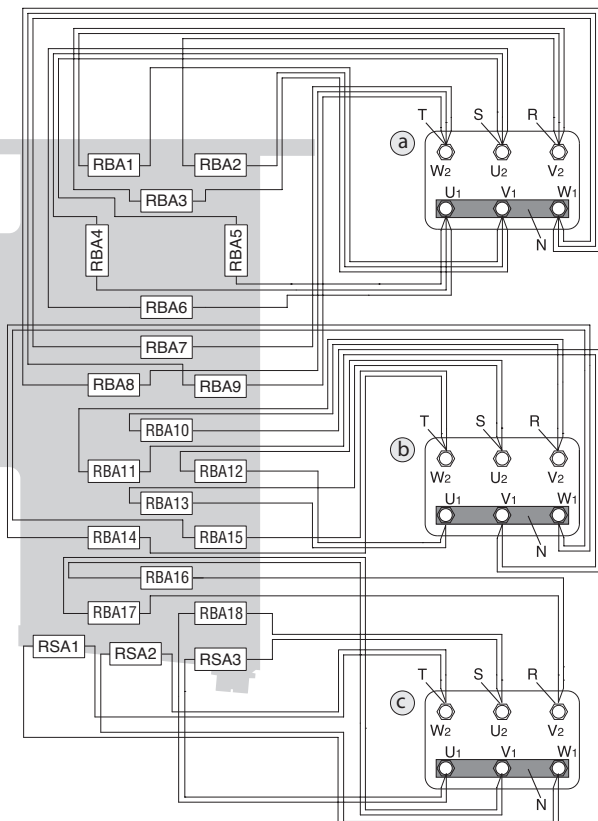 T S R
a
W2 U2 V2
U1 V1 W1
N
RBA1 RBA2
RBA3
RBA4 RBA5
RBA6
RBA7
RBA8 RBA9
RBA10
RBA11 RBA12
RBA13
RBA14 RBA15
T S R
b
W2 U2 V2
U1 V1 W1
N
RBA16
RBA17 RBA18
RSA1 RSA2 RSA3
T S R
c
W2 U2 V2
U1 V1 W1
N